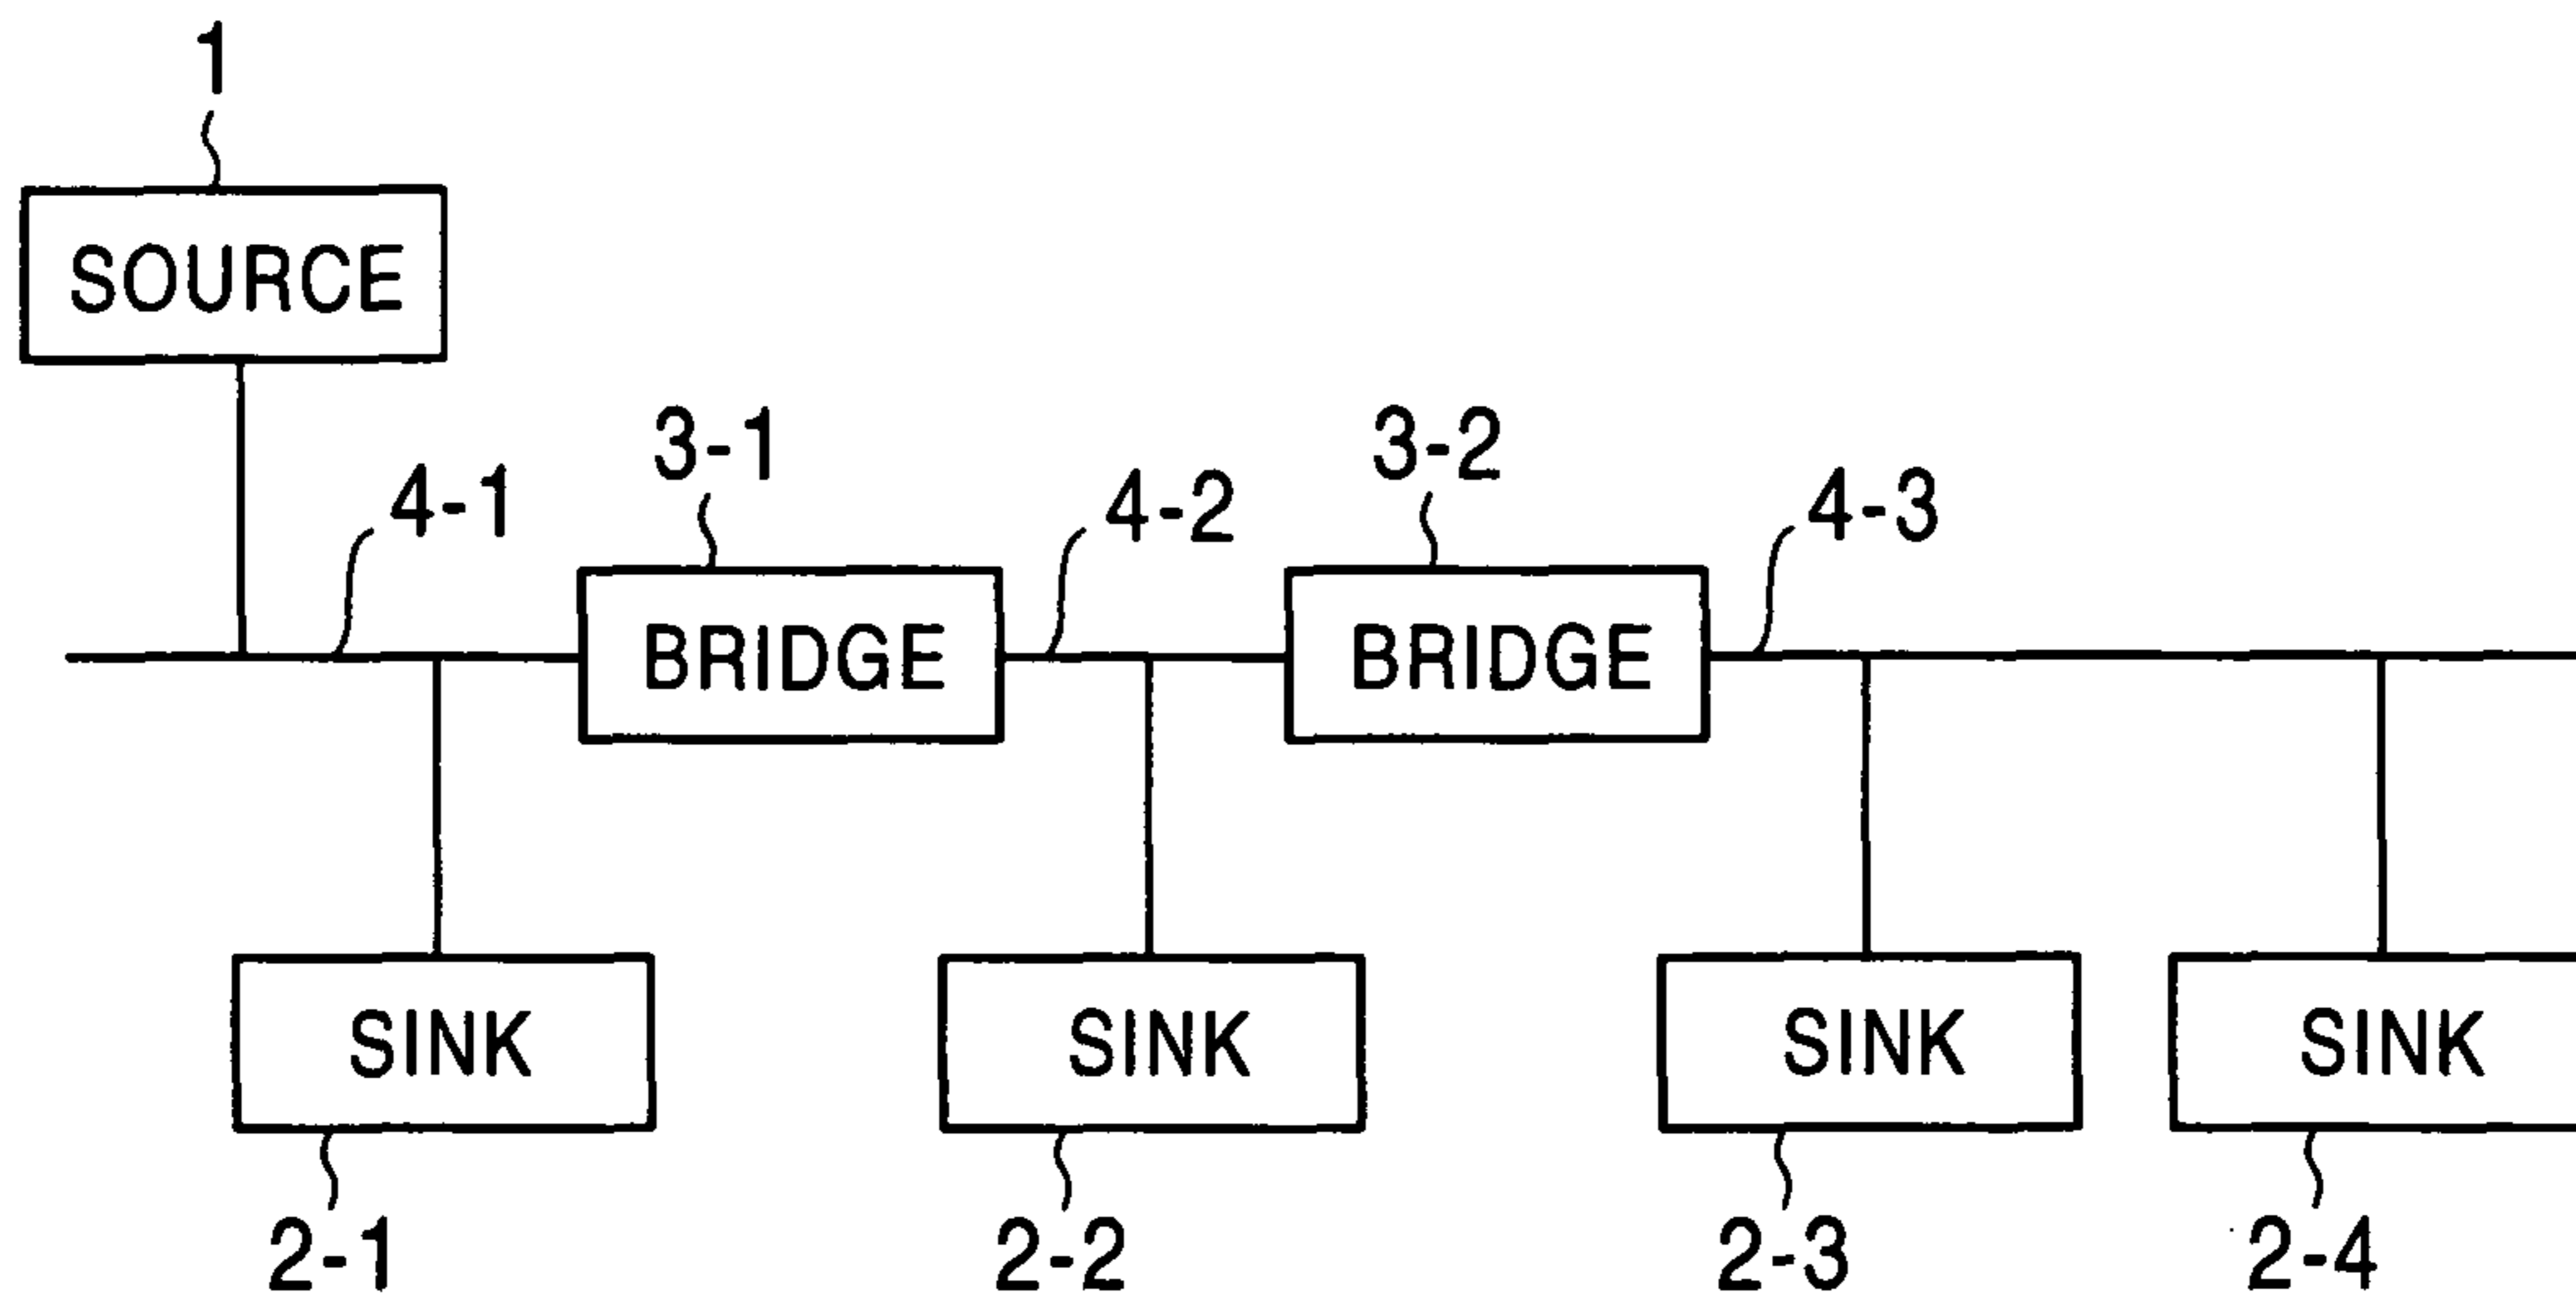 1
SOURCE
3-1
3-2
4-1
4-2
4-3
BRIDGE
BRIDGE
SINK
SINK
SINK
SINK
2-1
2-2
2-3
2-4